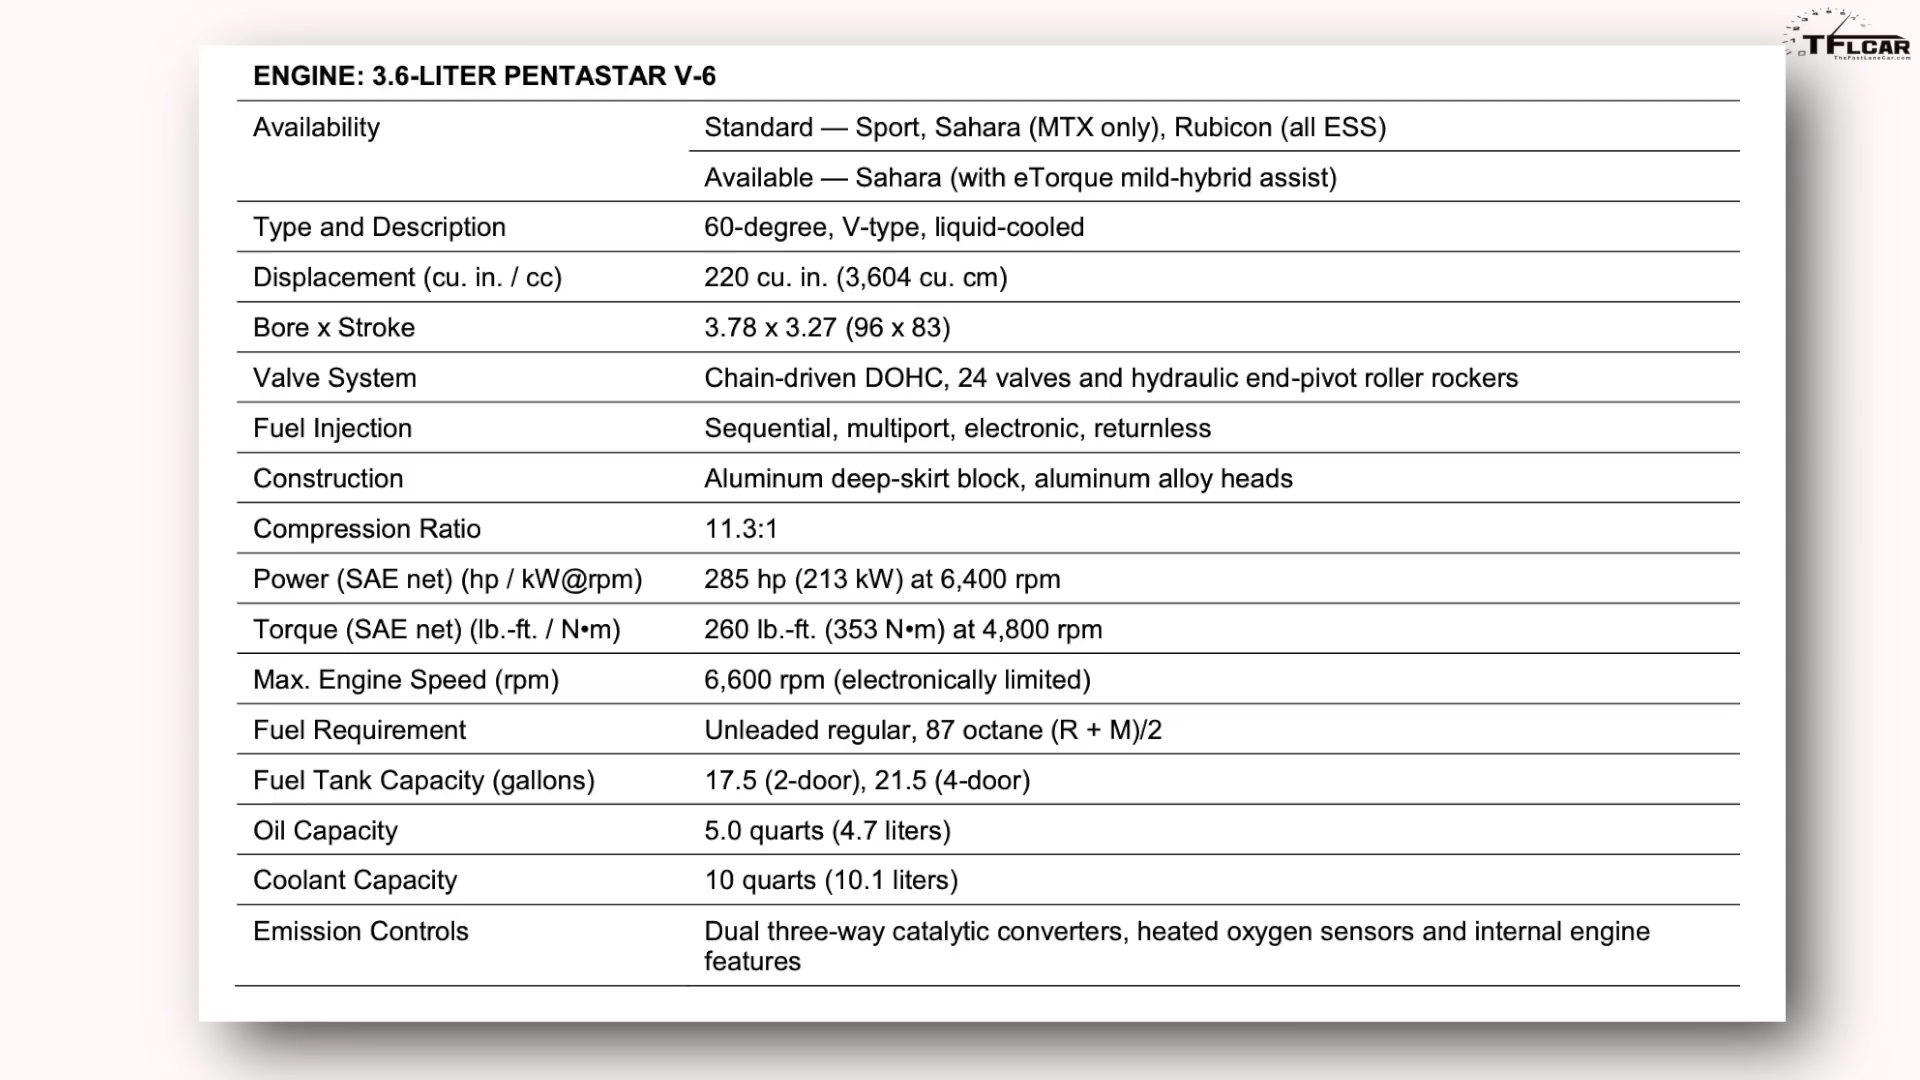 TFLCAR
TheFastLaneCar.com
ENGINE: 3.6-LITER PENTASTAR V-6
Availability
Standard — Sport, Sahara (MTX only), Rubicon (all ESS)
Available — Sahara (with eTorque mild-hybrid assist)
Type and Description
60-degree, V-type, liquid-cooled
Displacement (cu. in. / cc)
220 cu. in. (3,604 cu. cm)
Bore x Stroke
3.78 x 3.27 (96 x 83)
Valve System
Chain-driven DOHC, 24 valves and hydraulic end-pivot roller rockers
Fuel Injection
Sequential, multiport, electronic, returnless
Construction
Aluminum deep-skirt block, aluminum alloy heads
Compression Ratio
11.3:1
Power (SAE net) (hp / kW@rpm)
285 hp (213 kW) at 6,400 rpm
Torque (SAE net) (lb.-ft. / N•m)
260 lb.-ft. (353 N•m) at 4,800 rpm
Max. Engine Speed (rpm)
6,600 rpm (electronically limited)
Fuel Requirement
Unleaded regular, 87 octane (R + M)/2
Fuel Tank Capacity (gallons)
17.5 (2-door), 21.5 (4-door)
Oil Capacity
5.0 quarts (4.7 liters)
Coolant Capacity
10 quarts (10.1 liters)
Emission Controls
Dual three-way catalytic converters, heated oxygen sensors and internal engine
features